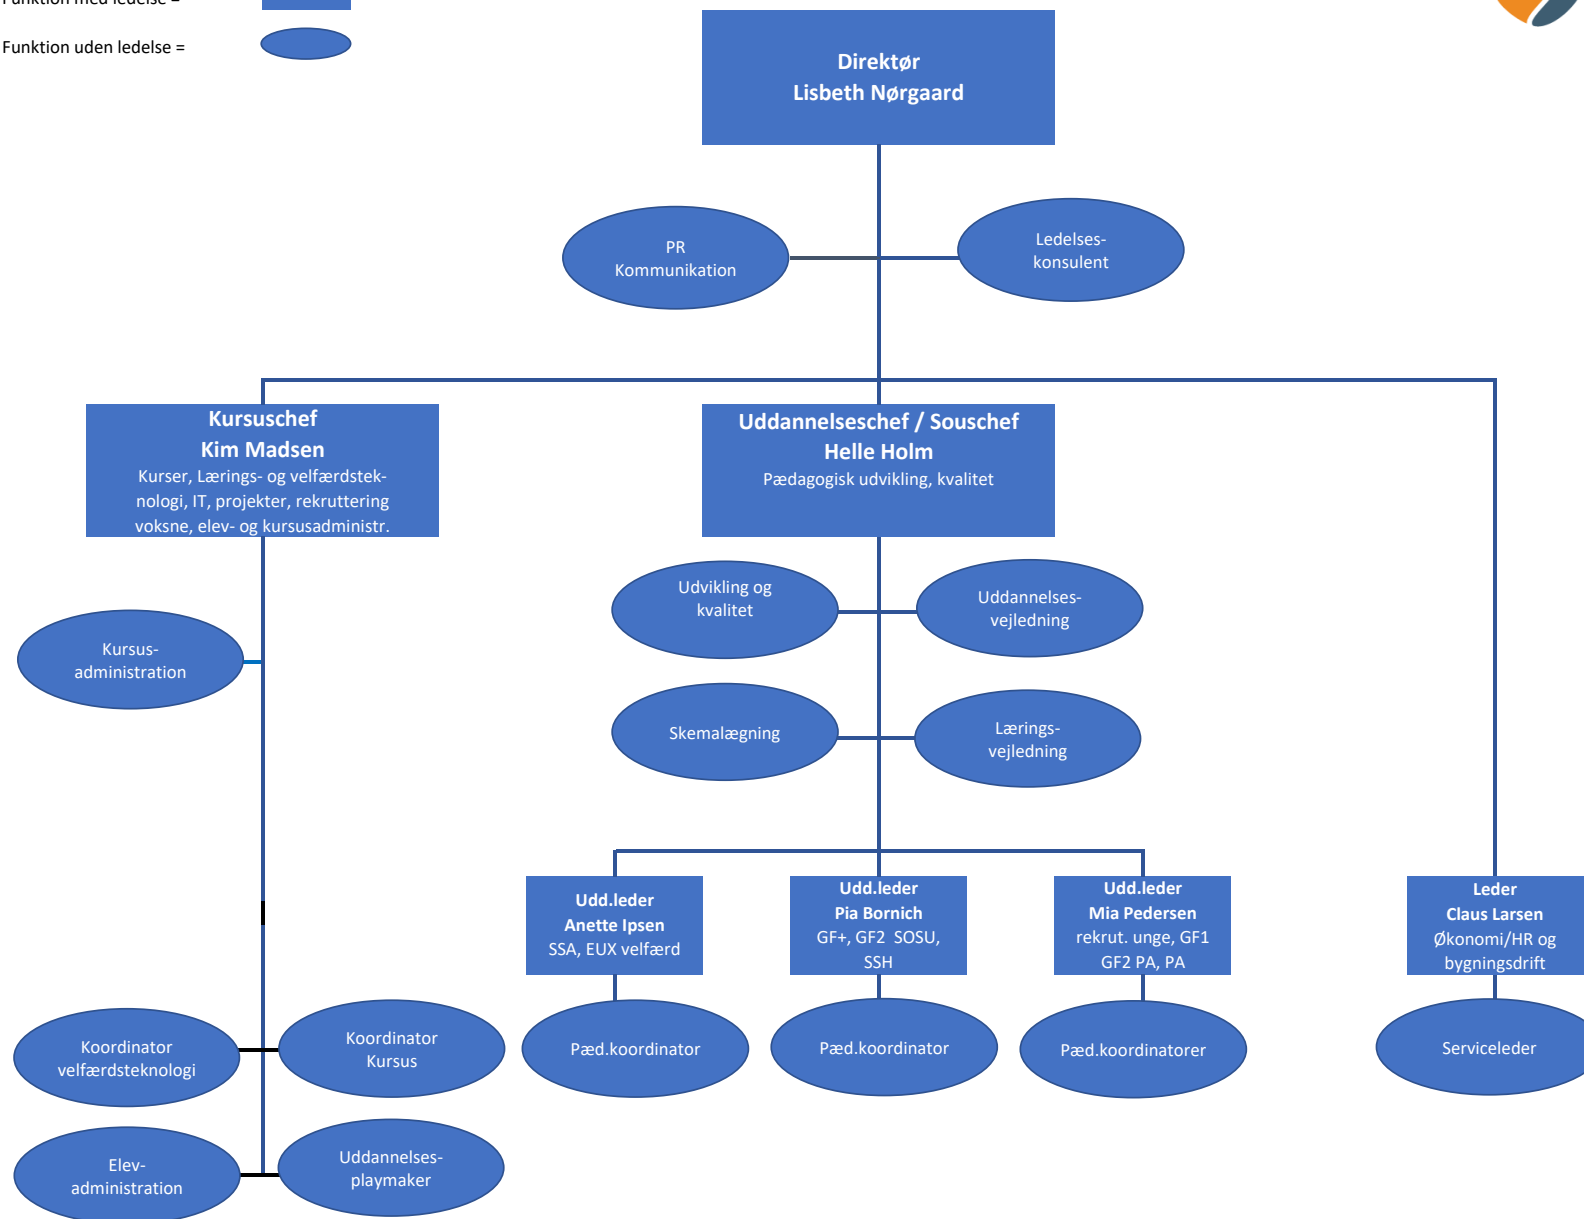 Funktion med ledelse =
Funktion uden ledelse =
Direktør
Lisbeth Nørgaard
PR
Kommunikation
Ledelses-
konsulent
Kursuschef
Kim Madsen
Kurser, Lærings- og velfærdstek-
nologi, IT, projekter, rekruttering
voksne, elev- og kursusadministr.
Uddannelseschef / Souschef
Helle Holm
Pædagogisk udvikling, kvalitet
Udvikling og
kvalitet
Uddannelses-
vejledning
Kursus-
administration
Skemalægning
Lærings-
vejledning
Udd.leder
Anette Ipsen
SSA, EUX velfærd
Udd.leder
Pia Bornich
GF+, GF2  SOSU,
SSH
Udd.leder
Mia Pedersen
rekrut. unge, GF1
GF2 PA, PA
Leder
Claus Larsen
Økonomi/HR og
bygningsdrift
Koordinator
velfærdsteknologi
Koordinator
Kursus
Pæd.koordinator
Pæd.koordinator
Pæd.koordinatorer
Serviceleder
Elev-
administration
Uddannelses-
playmaker